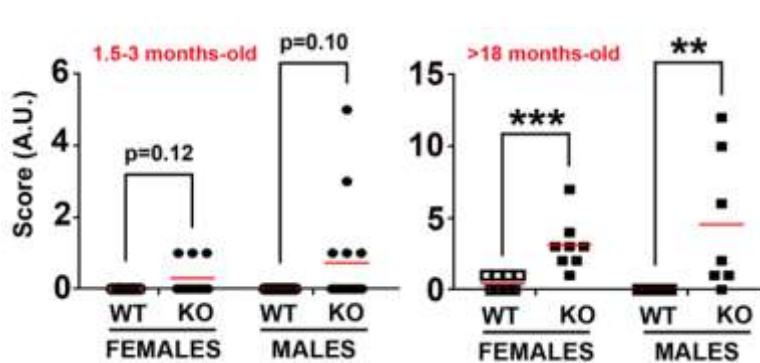 1.5-3 months-old
p=0.10
p=0.12
Score (A.U.)
6
4
2
0
WT KO WT KO
FEMALES MALES
>18 months-old
**
***
15
10
5
0
WT KO WT KO
FEMALES MALES